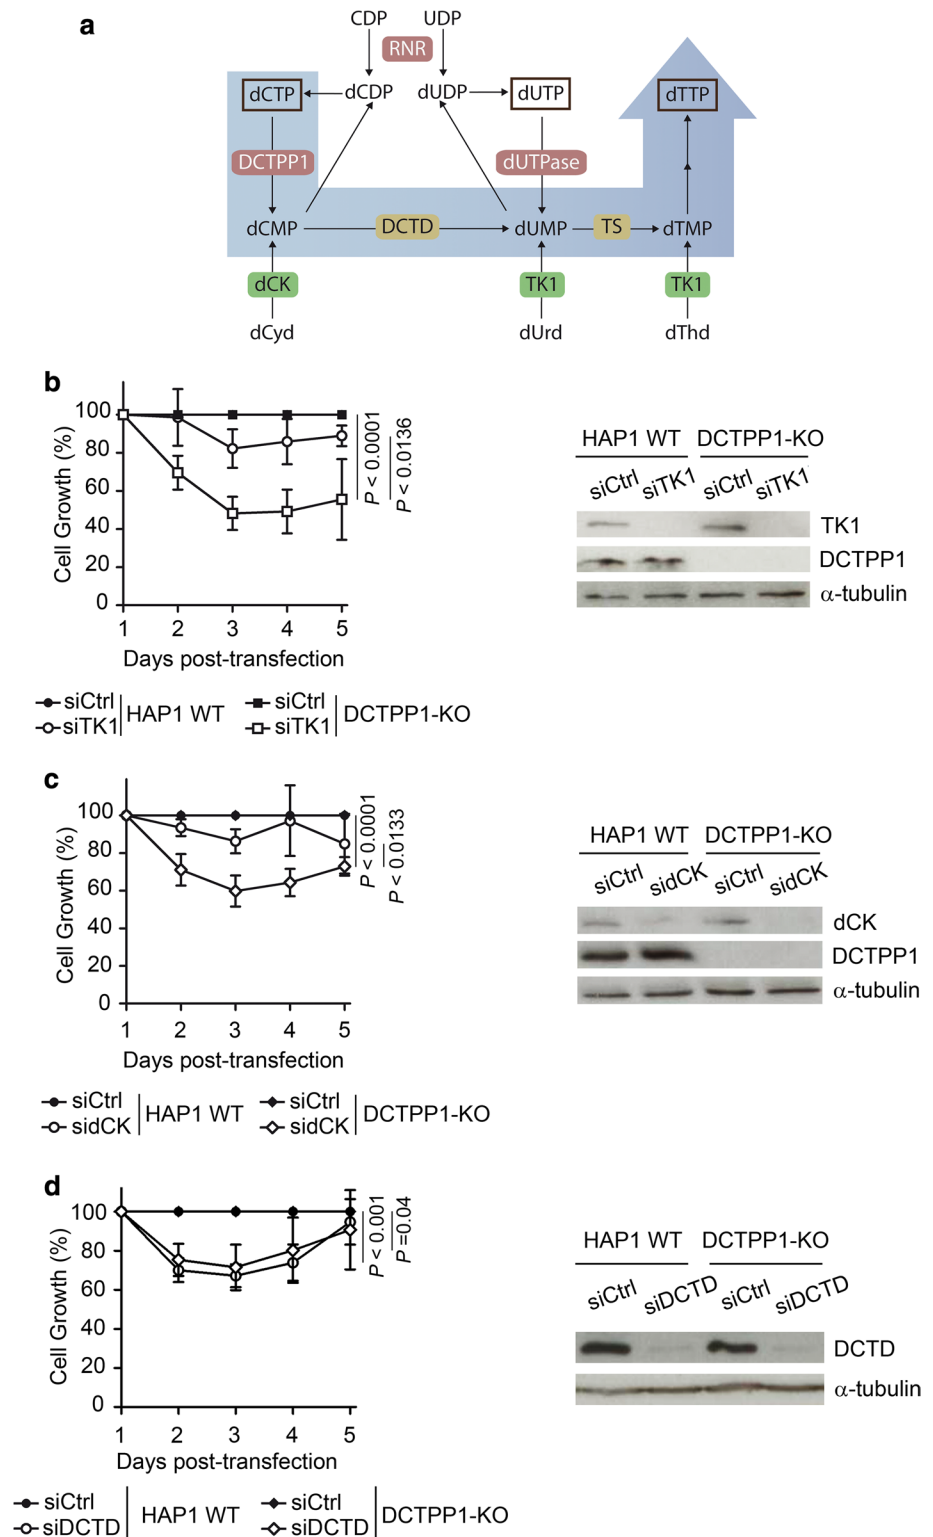 a
CDP UDP
RNR
dCTP dCDP dUDP dUTP dTTP
DCTPP1 dUTPase
dCMP DCTD dUMP TS dTMP
dCK TK1 TK1
dCyd dUrd dThd
b
Cell Growth (%)
100
80
60
40
20
0
1 2 3 4 5
Days post-transfection
P < 0.0001
P < 0.0136
siCtrl siCtrl
siTK1 HAP1 WT siTK1 DCTPP1-KO
HAP1 WT DCTPP1-KO
siCtrl siTK1 siCtrl siTK1
TK1
DCTPP1
α-tubulin
c
Cell Growth (%)
100
80
60
40
20
0
1 2 3 4 5
Days post-transfection
P < 0.0001
P < 0.0133
siCtrl siCtrl
sidCK HAP1 WT sidCK DCTPP1-KO
HAP1 WT DCTPP1-KO
siCtrl sidCK siCtrl sidCK
dCK
DCTPP1
α-tubulin
d
Cell Growth (%)
100
80
60
40
20
0
1 2 3 4 5
Days post-transfection
P < 0.001
P =0.04
siCtrl siCtrl
siDCTD HAP1 WT siDCTD DCTPP1-KO
HAP1 WT DCTPP1-KO
siCtrl siDCTD siCtrl siDCTD
DCTD
α-tubulin